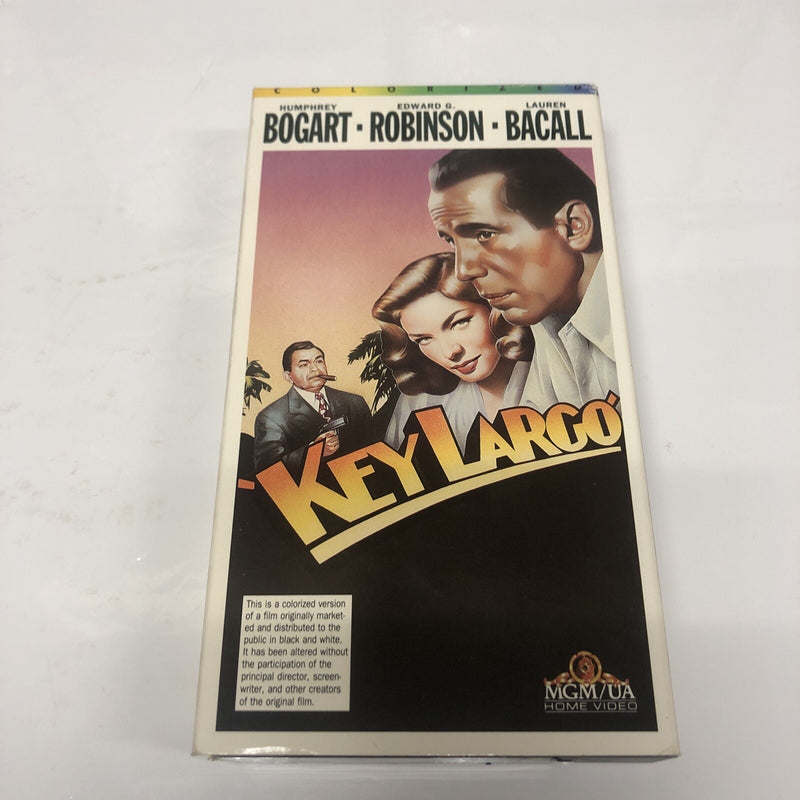 COLORIZED
HUMPHREY EDWARD G. LAUREN
BOGART · ROBINSON · BACALL
'KEY LARGO'
This is a colorized version
of a film originally market-
ed and distributed to the
public in black and white.
It has been altered without
the participation of the
principal director, screen-
writer, and other creators
of the original film.
MGM/UA
HOME VIDEO